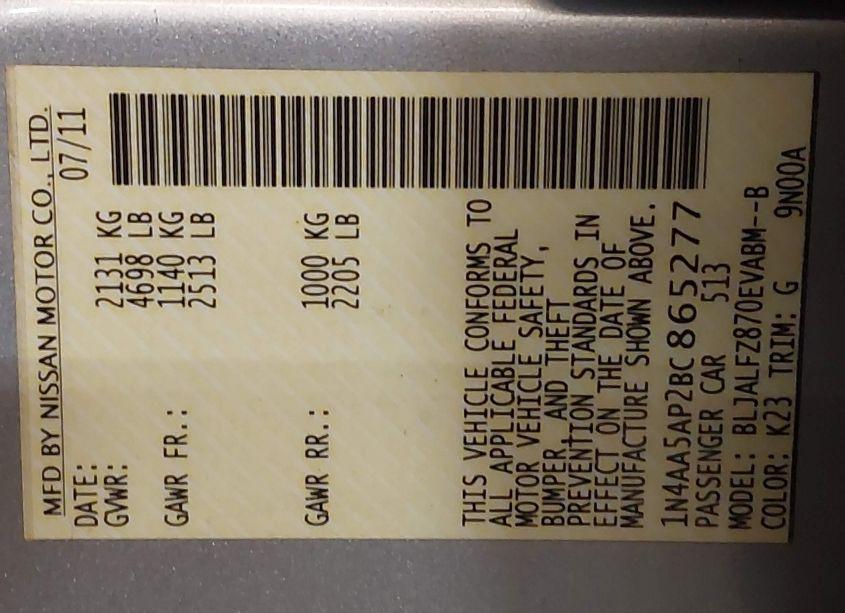 MFD BY NISSAN MOTOR CO., LTD.
DATE: 07/11
GVWR: 2131 KG
4698 LB
GAWR FR.: 1140 KG
2513 LB
GAWR RR.: 1000 KG
2205 LB
THIS VEHICLE CONFORMS TO
ALL APPLICABLE FEDERAL
MOTOR VEHICLE SAFETY,
BUMPER, AND THEFT
PREVENTION STANDARDS IN
EFFECT ON THE DATE OF
MANUFACTURE SHOWN ABOVE.
1N4AA5AP2BC865277
PASSENGER CAR 513
MODEL: BLJALFZ870EVABM--B
COLOR: K23 TRIM: G 9N00A